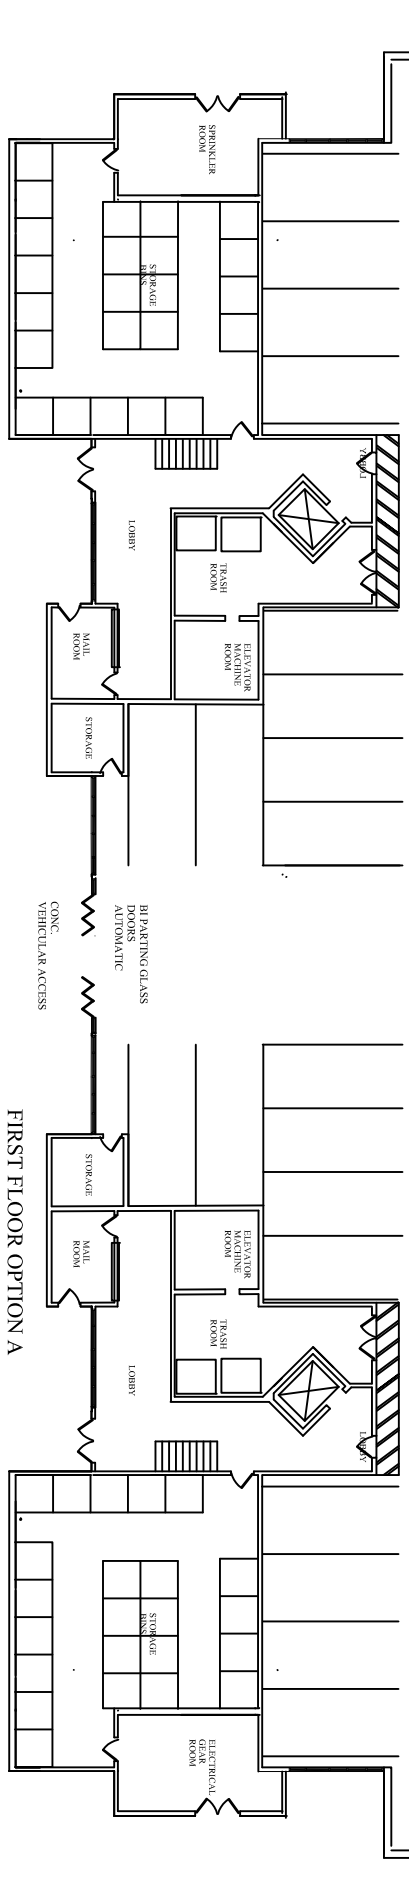 SPRINKLER
ROOM
STORAGE
BINS
LOBBY
LOBBY
TRASH
ROOM
MAIL
ROOM
ELEVATOR
MACHINE
ROOM
STORAGE
BI PARTING GLASS
DOORS
AUTOMATIC
CONC.
VEHICULAR ACCESS
FIRST FLOOR OPTION A
STORAGE
ELEVATOR
MACHINE
ROOM
MAIL
ROOM
TRASH
ROOM
LOBBY
LOBBY
STORAGE
BINS
ELECTRICAL
GEAR
ROOM